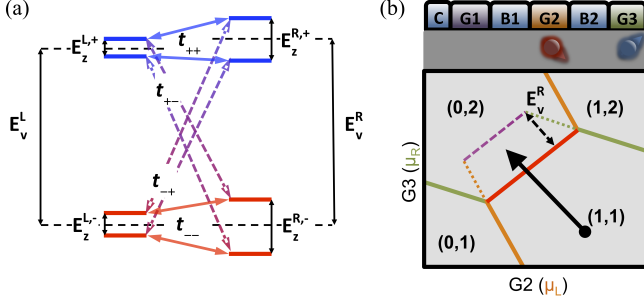 (a)
E_z^{L,+}
t_{++}
E_z^{R,+}
t_{+-}
E_v^L
E_v^R
t_{-+}
E_z^{L,-}
t_{--}
E_z^{R,-}
(b)
C G1 B1 G2 B2 G3
(0,2) E_v^R (1,2)
G3 (μ_R)
(0,1) (1,1)
G2 (μ_L)